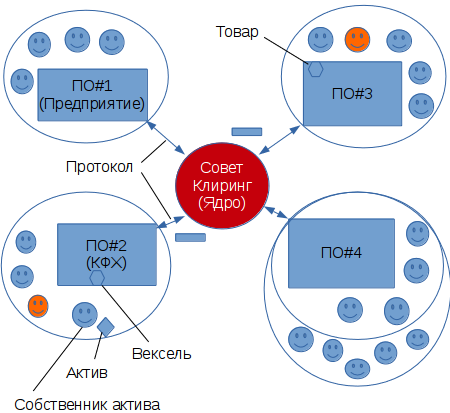 Товар
ПО#1
(Предприятие)
ПО#3
Протокол
Совет
Клиринг
(Ядро)
ПО#2
(КФХ)
ПО#4
Вексель
Актив
Собственник актива